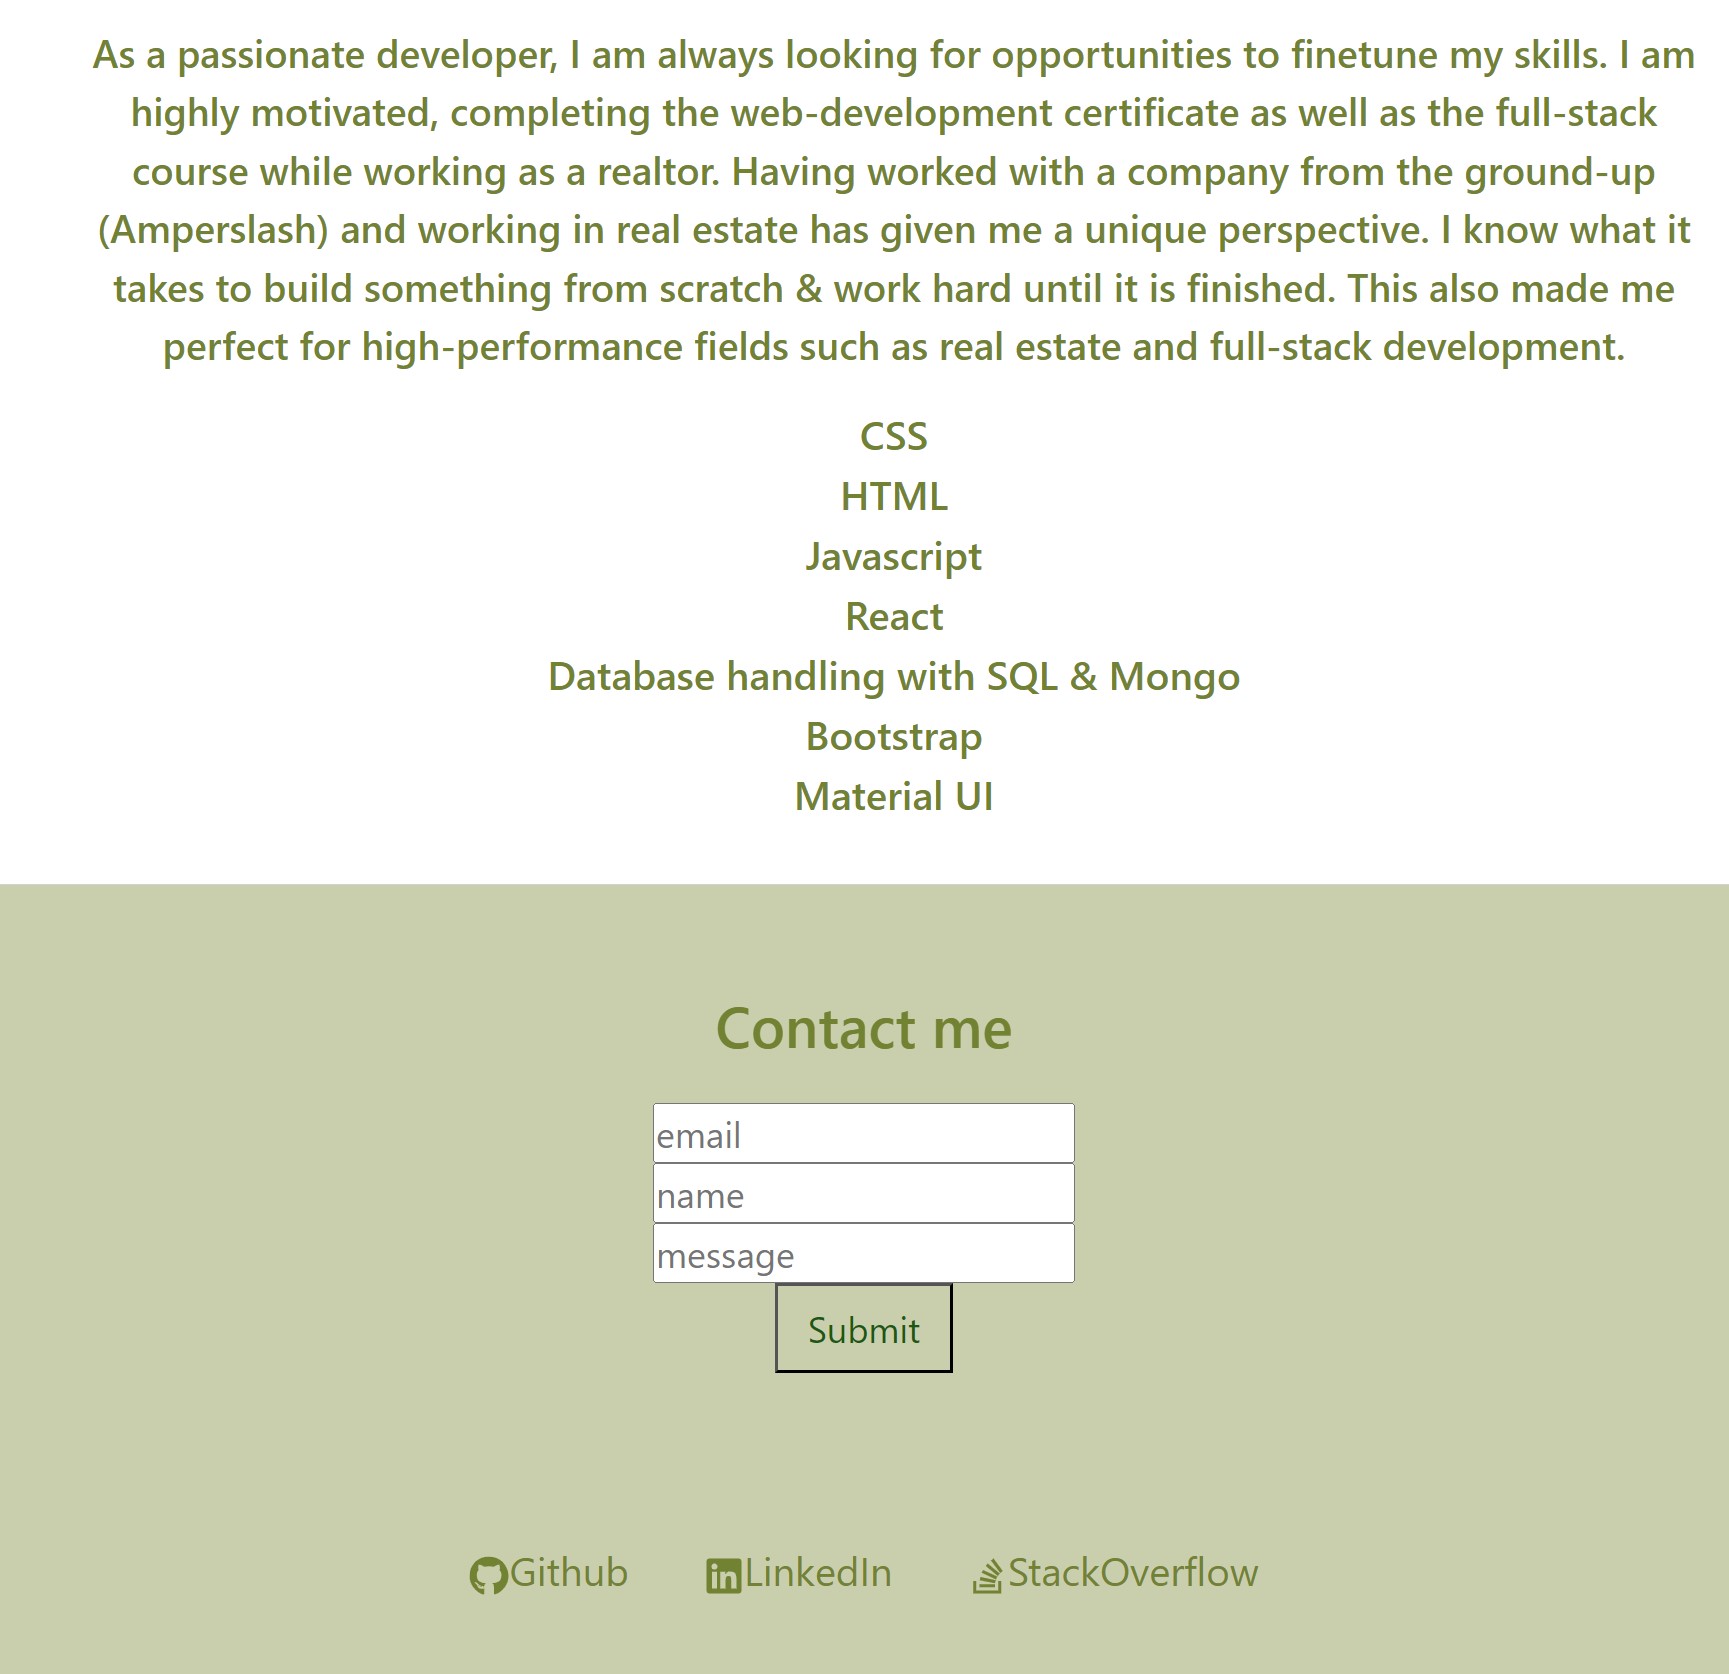 As a passionate developer, I am always looking for opportunities to finetune my skills. I am
highly motivated, completing the web-development certificate as well as the full-stack
course while working as a realtor. Having worked with a company from the ground-up
(Amperslash) and working in real estate has given me a unique perspective. I know what it
takes to build something from scratch & work hard until it is finished. This also made me
perfect for high-performance fields such as real estate and full-stack development.
CSS
HTML
Javascript
React
Database handling with SQL & Mongo
Bootstrap
Material UI
Contact me
email
name
message
Submit
Github LinkedIn StackOverflow